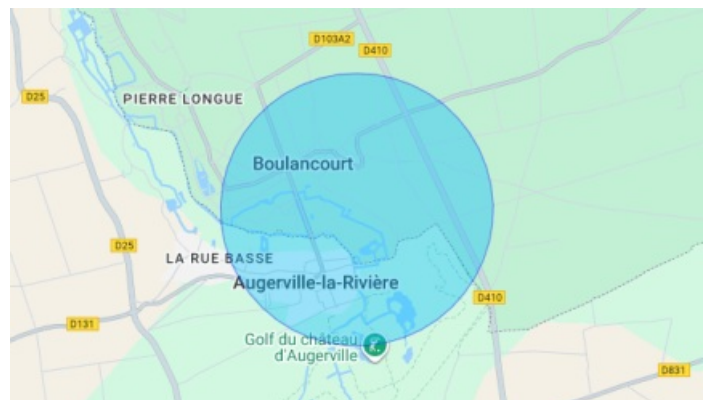 D103A2
D410
D25
PIERRE LONGUE
Boulancourt
D25
LA RUE BASSE
Augerville-la-Rivière
D410
D131
Golf du château
d'Augerville
D831